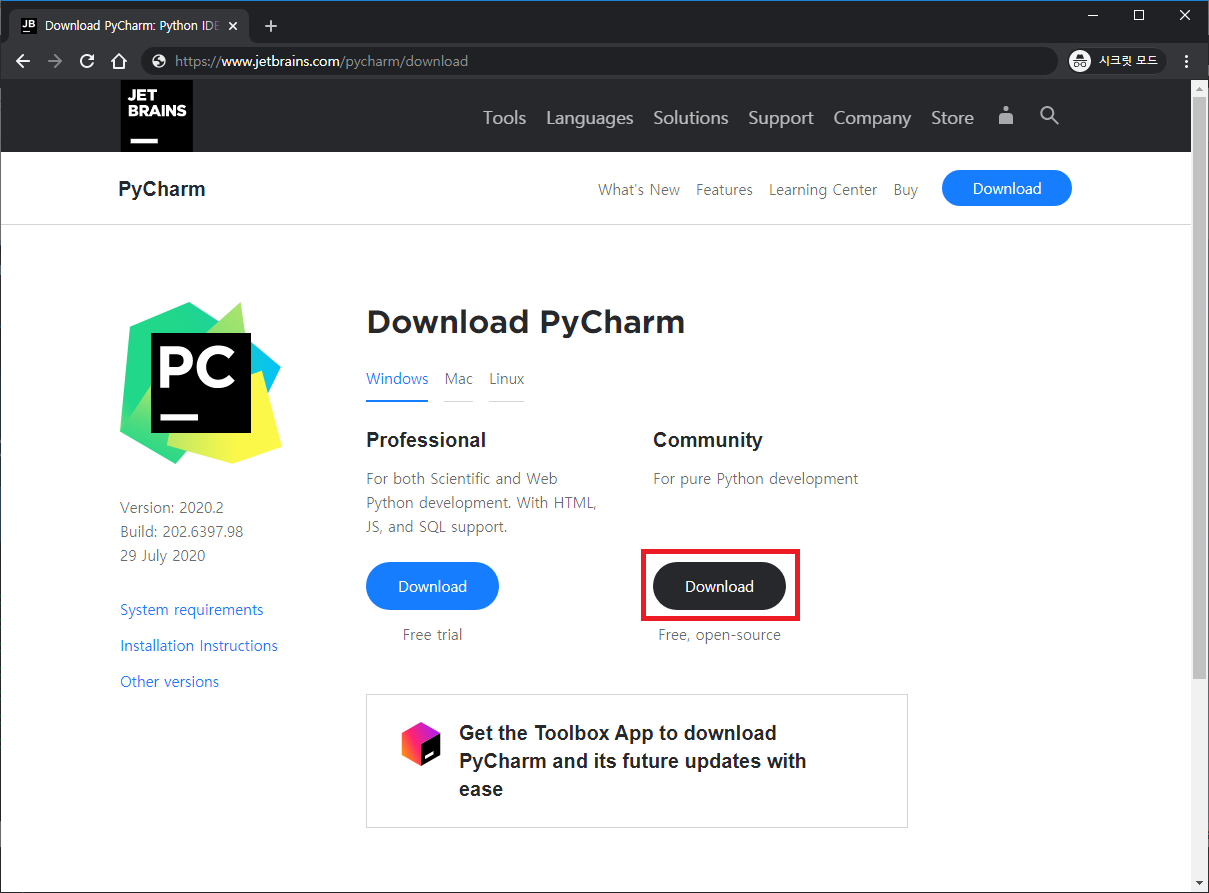 JB Download PyCharm: Python IDE
https://www.jetbrains.com/pycharm/download
시크릿 모드
JET
BRAINS
Tools Languages Solutions Support Company Store
PyCharm
What's New Features Learning Center Buy Download
PC
Download PyCharm
Windows Mac Linux
Professional
For both Scientific and Web
Python development. With HTML,
JS, and SQL support.
Download
Free trial
Community
For pure Python development
Download
Free, open-source
Version: 2020.2
Build: 202.6397.98
29 July 2020
System requirements
Installation Instructions
Other versions
Get the Toolbox App to download
PyCharm and its future updates with
ease